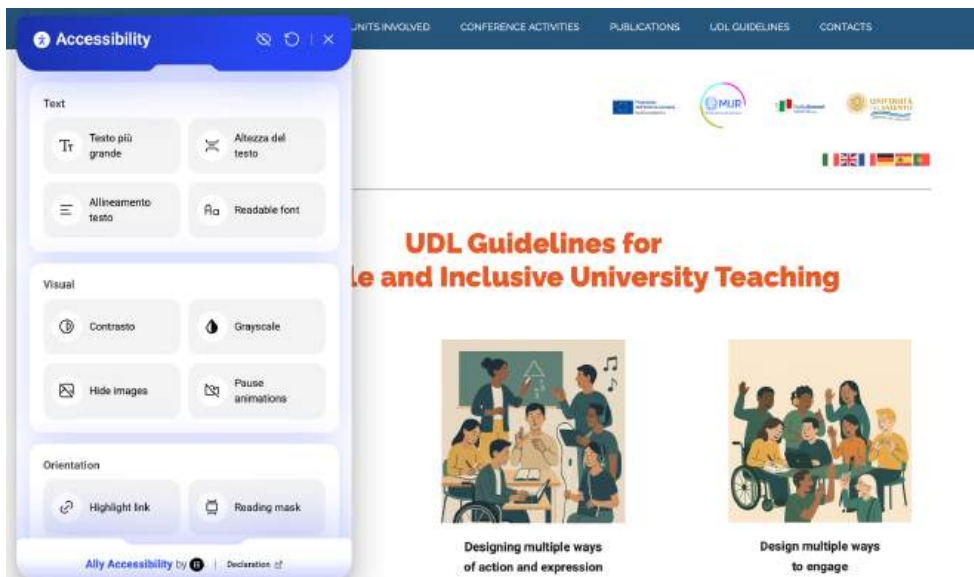 Accessibility
UNITS INVOLVED
CONFERENCE ACTIVITIES
PUBLICATIONS
UDL GUIDELINES
CONTACTS
Text
Testo più
grande
Altezza del
testo
Allineamento
testo
Readable font
Visual
Contrasto
Grayscale
Hide images
Pause
animations
Orientation
Highlight link
Reading mask
Ally Accessibility by
Declaration
MUR
UNIVERSITÀ
DEL SALENTO
UDL Guidelines for
le and Inclusive University Teaching
Designing multiple ways
of action and expression
Design multiple ways
to engage